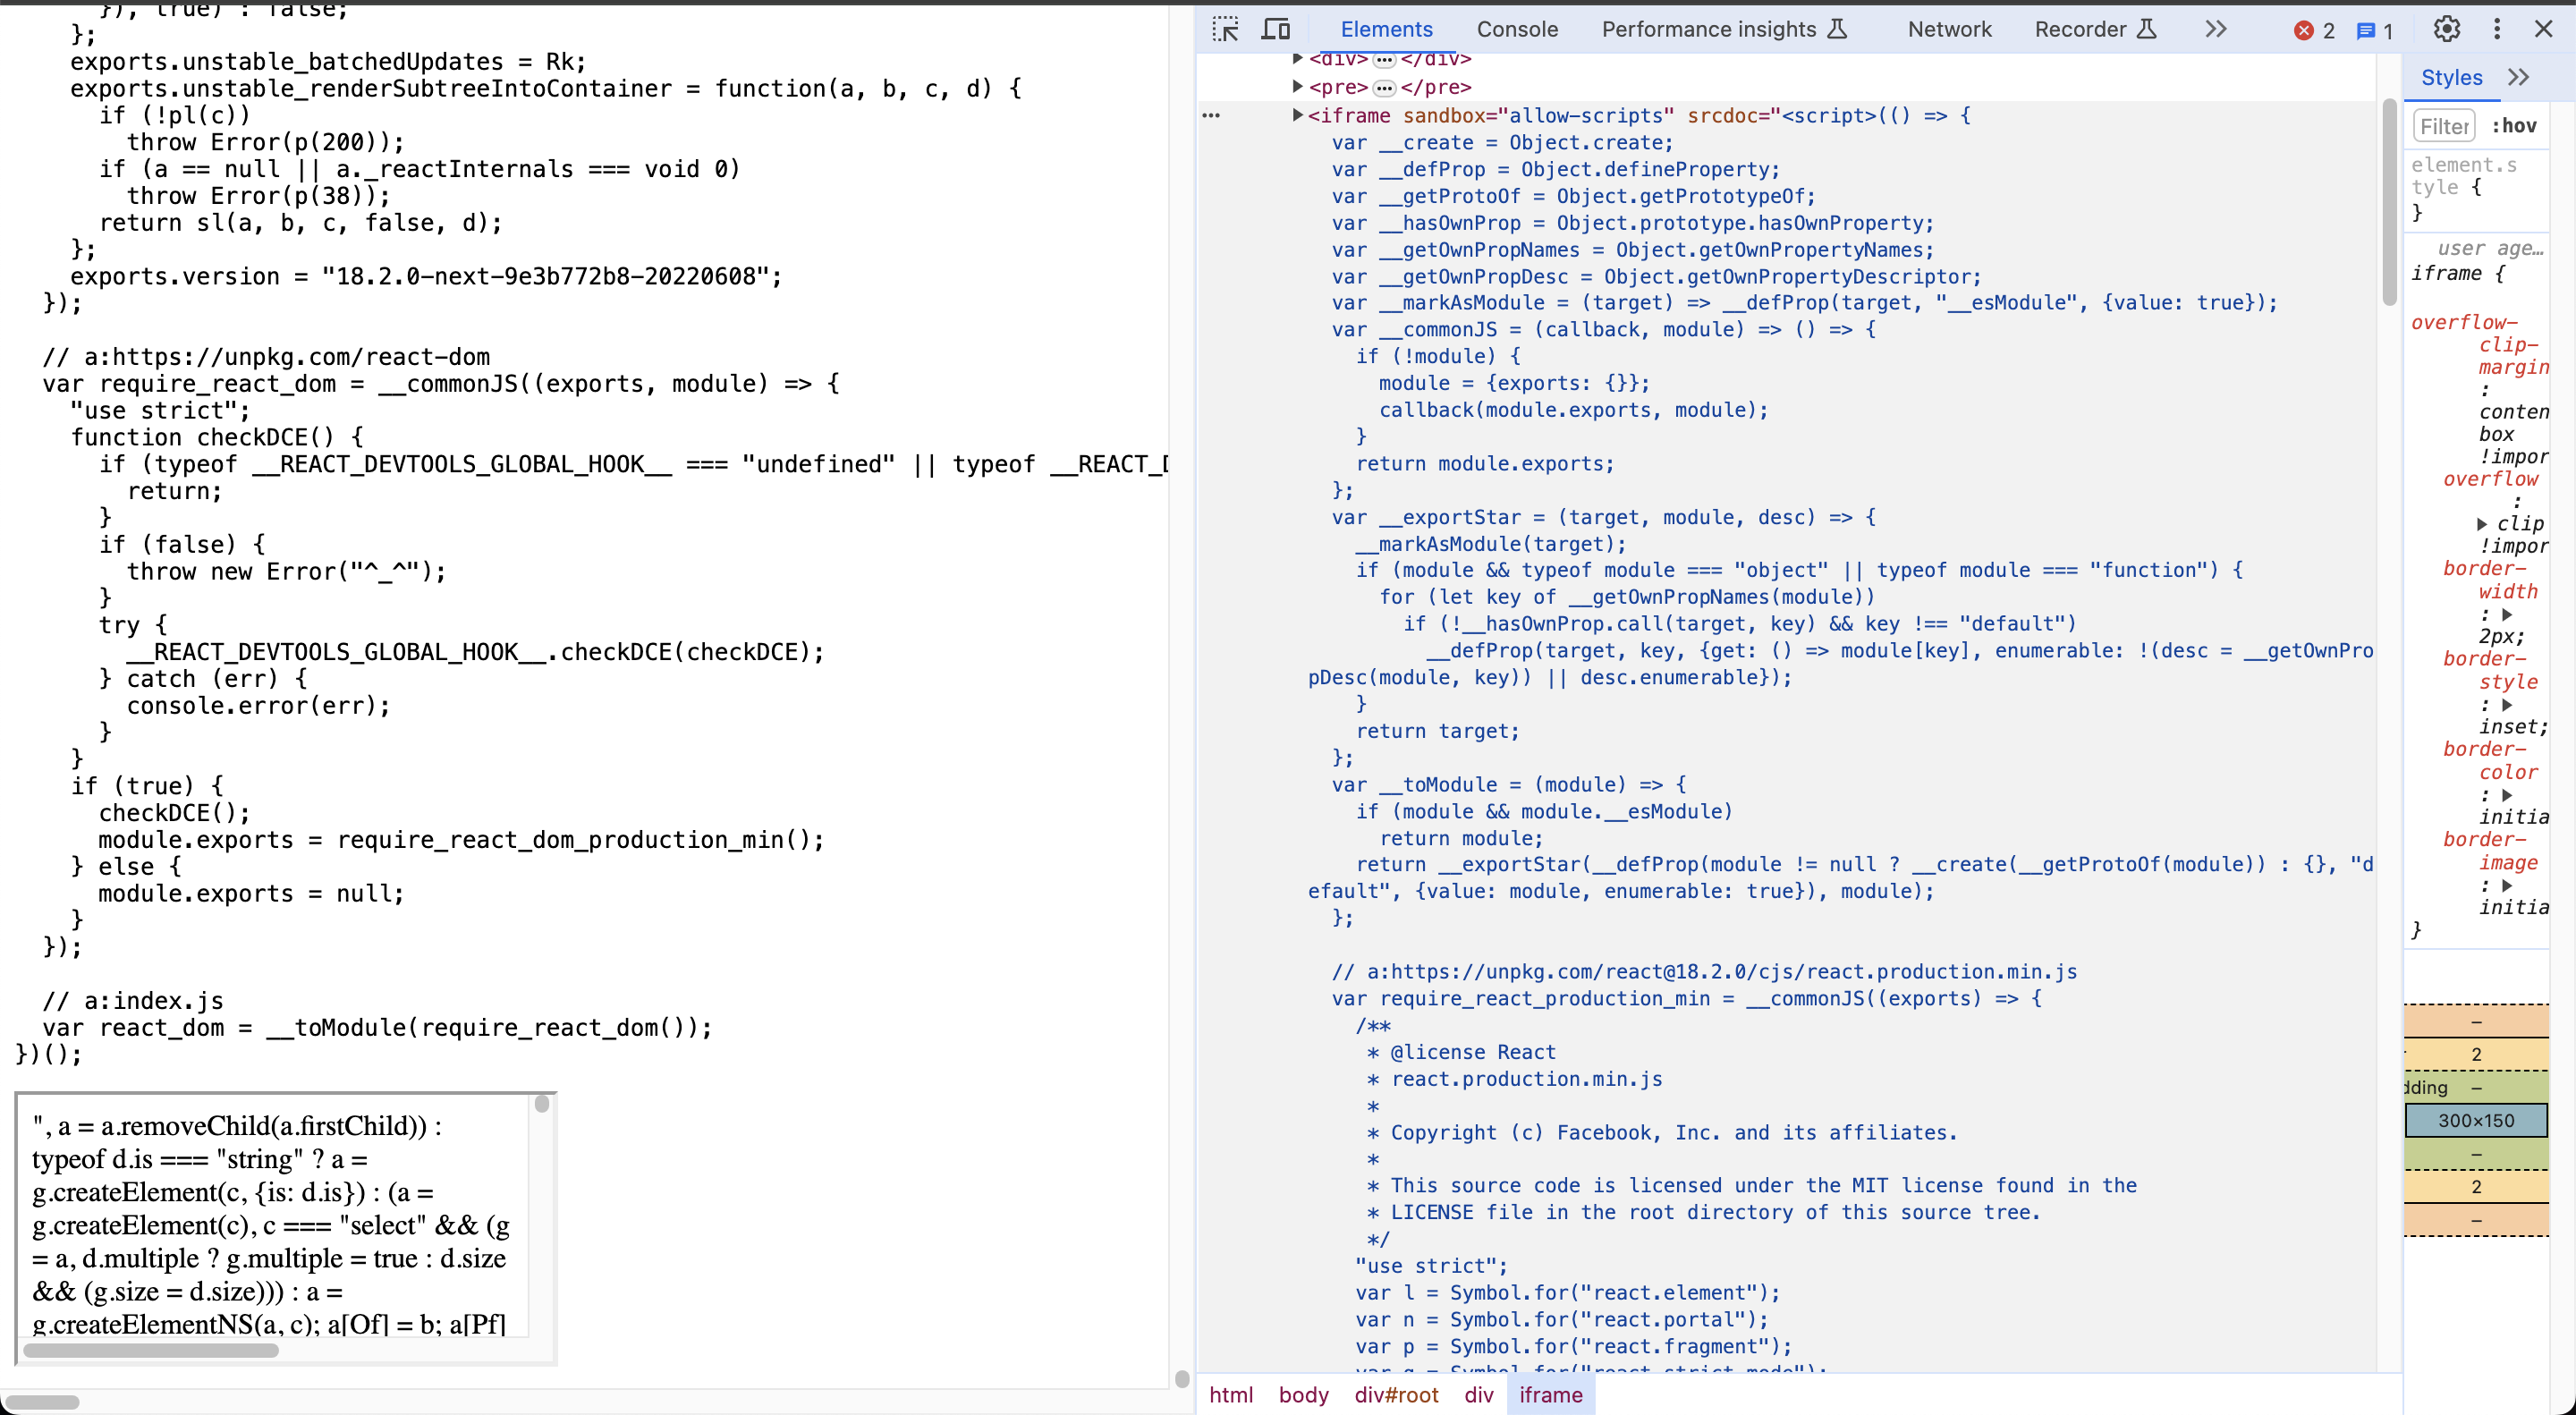 }), true) : false;
};
exports.unstable_batchedUpdates = Rk;
exports.unstable_renderSubtreeIntoContainer = function(a, b, c, d) {
if (!pl(c))
throw Error(p(200));
if (a == null || a._reactInternals === void 0)
throw Error(p(38));
return sl(a, b, c, false, d);
};
exports.version = "18.2.0-next-9e3b772b8-20220608";
});
// a:https://unpkg.com/react-dom
var require_react_dom = __commonJS((exports, module) => {
"use strict";
function checkDCE() {
if (typeof __REACT_DEVTOOLS_GLOBAL_HOOK__ === "undefined" || typeof __REACT_D
return;
}
if (false) {
throw new Error("^_^");
}
try {
__REACT_DEVTOOLS_GLOBAL_HOOK__.checkDCE(checkDCE);
} catch (err) {
console.error(err);
}
}
if (true) {
checkDCE();
module.exports = require_react_dom_production_min();
} else {
module.exports = null;
}
});
// a:index.js
var react_dom = __toModule(require_react_dom());
})();
", a = a.removeChild(a.firstChild)) :
typeof d.is === "string" ? a =
g.createElement(c, {is: d.is}) : (a =
g.createElement(c), c === "select" && (g
= a, d.multiple ? g.multiple = true : d.size
&& (g.size = d.size))) : a =
g.createElementNS(a, c); a[Of] = b; a[Pf]
Elements Console Performance insights Network Recorder 2 1
<div> … </div>
<pre> … </pre>
… <iframe sandbox="allow-scripts" srcdoc="<script>(() => {
var __create = Object.create;
var __defProp = Object.defineProperty;
var __getProtoOf = Object.getPrototypeOf;
var __hasOwnProp = Object.prototype.hasOwnProperty;
var __getOwnPropNames = Object.getOwnPropertyNames;
var __getOwnPropDesc = Object.getOwnPropertyDescriptor;
var __markAsModule = (target) => __defProp(target, "__esModule", {value: true});
var __commonJS = (callback, module) => () => {
if (!module) {
module = {exports: {}};
callback(module.exports, module);
}
return module.exports;
};
var __exportStar = (target, module, desc) => {
__markAsModule(target);
if (module && typeof module === "object" || typeof module === "function") {
for (let key of __getOwnPropNames(module))
if (!__hasOwnProp.call(target, key) && key !== "default")
__defProp(target, key, {get: () => module[key], enumerable: !(desc = __getOwnPro
pDesc(module, key)) || desc.enumerable});
}
return target;
};
var __toModule = (module) => {
if (module && module.__esModule)
return module;
return __exportStar(__defProp(module != null ? __create(__getProtoOf(module)) : {}, "d
efault", {value: module, enumerable: true}), module);
};
// a:https://unpkg.com/react@18.2.0/cjs/react.production.min.js
var require_react_production_min = __commonJS((exports) => {
/**
* @license React
* react.production.min.js
*
* Copyright (c) Facebook, Inc. and its affiliates.
*
* This source code is licensed under the MIT license found in the
* LICENSE file in the root directory of this source tree.
*/
"use strict";
var l = Symbol.for("react.element");
var n = Symbol.for("react.portal");
var p = Symbol.for("react.fragment");
var q = Symbol.for("react.strict_mode");
html body div#root div iframe
Styles
Filter :hov
element.s
tyle {
}
user age…
iframe {
overflow-
clip-
margin
:
conten
box
!impor
overflow
:
clip
!impor
border-
width
:
2px;
border-
style
:
inset;
border-
color
:
initia
border-
image
:
initia
}
–
2
dding –
300×150
–
2
–